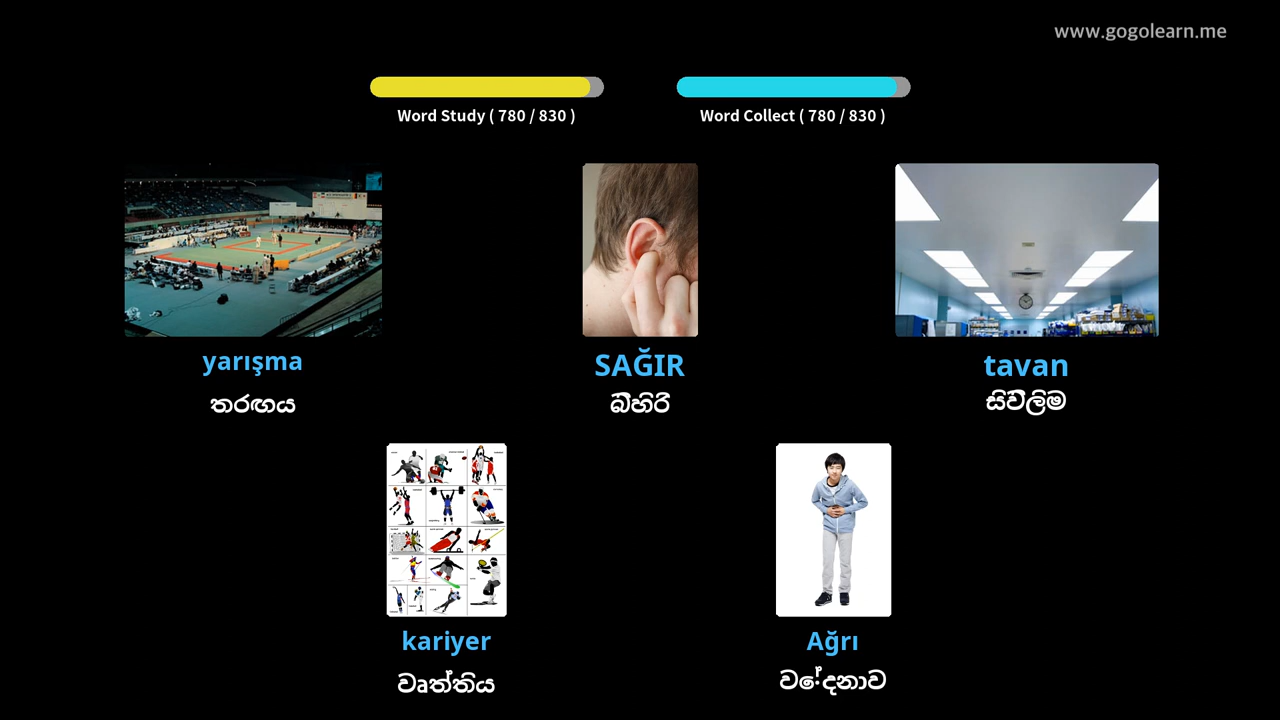 www.gogolearn.me
Word Study ( 780 / 830 )
Word Collect ( 780 / 830 )
yarışma
තරඟය
SAĞIR
බිහිරි
tavan
සිවිලිම
kariyer
වෘත්තිය
Ağrı
වේදනාව